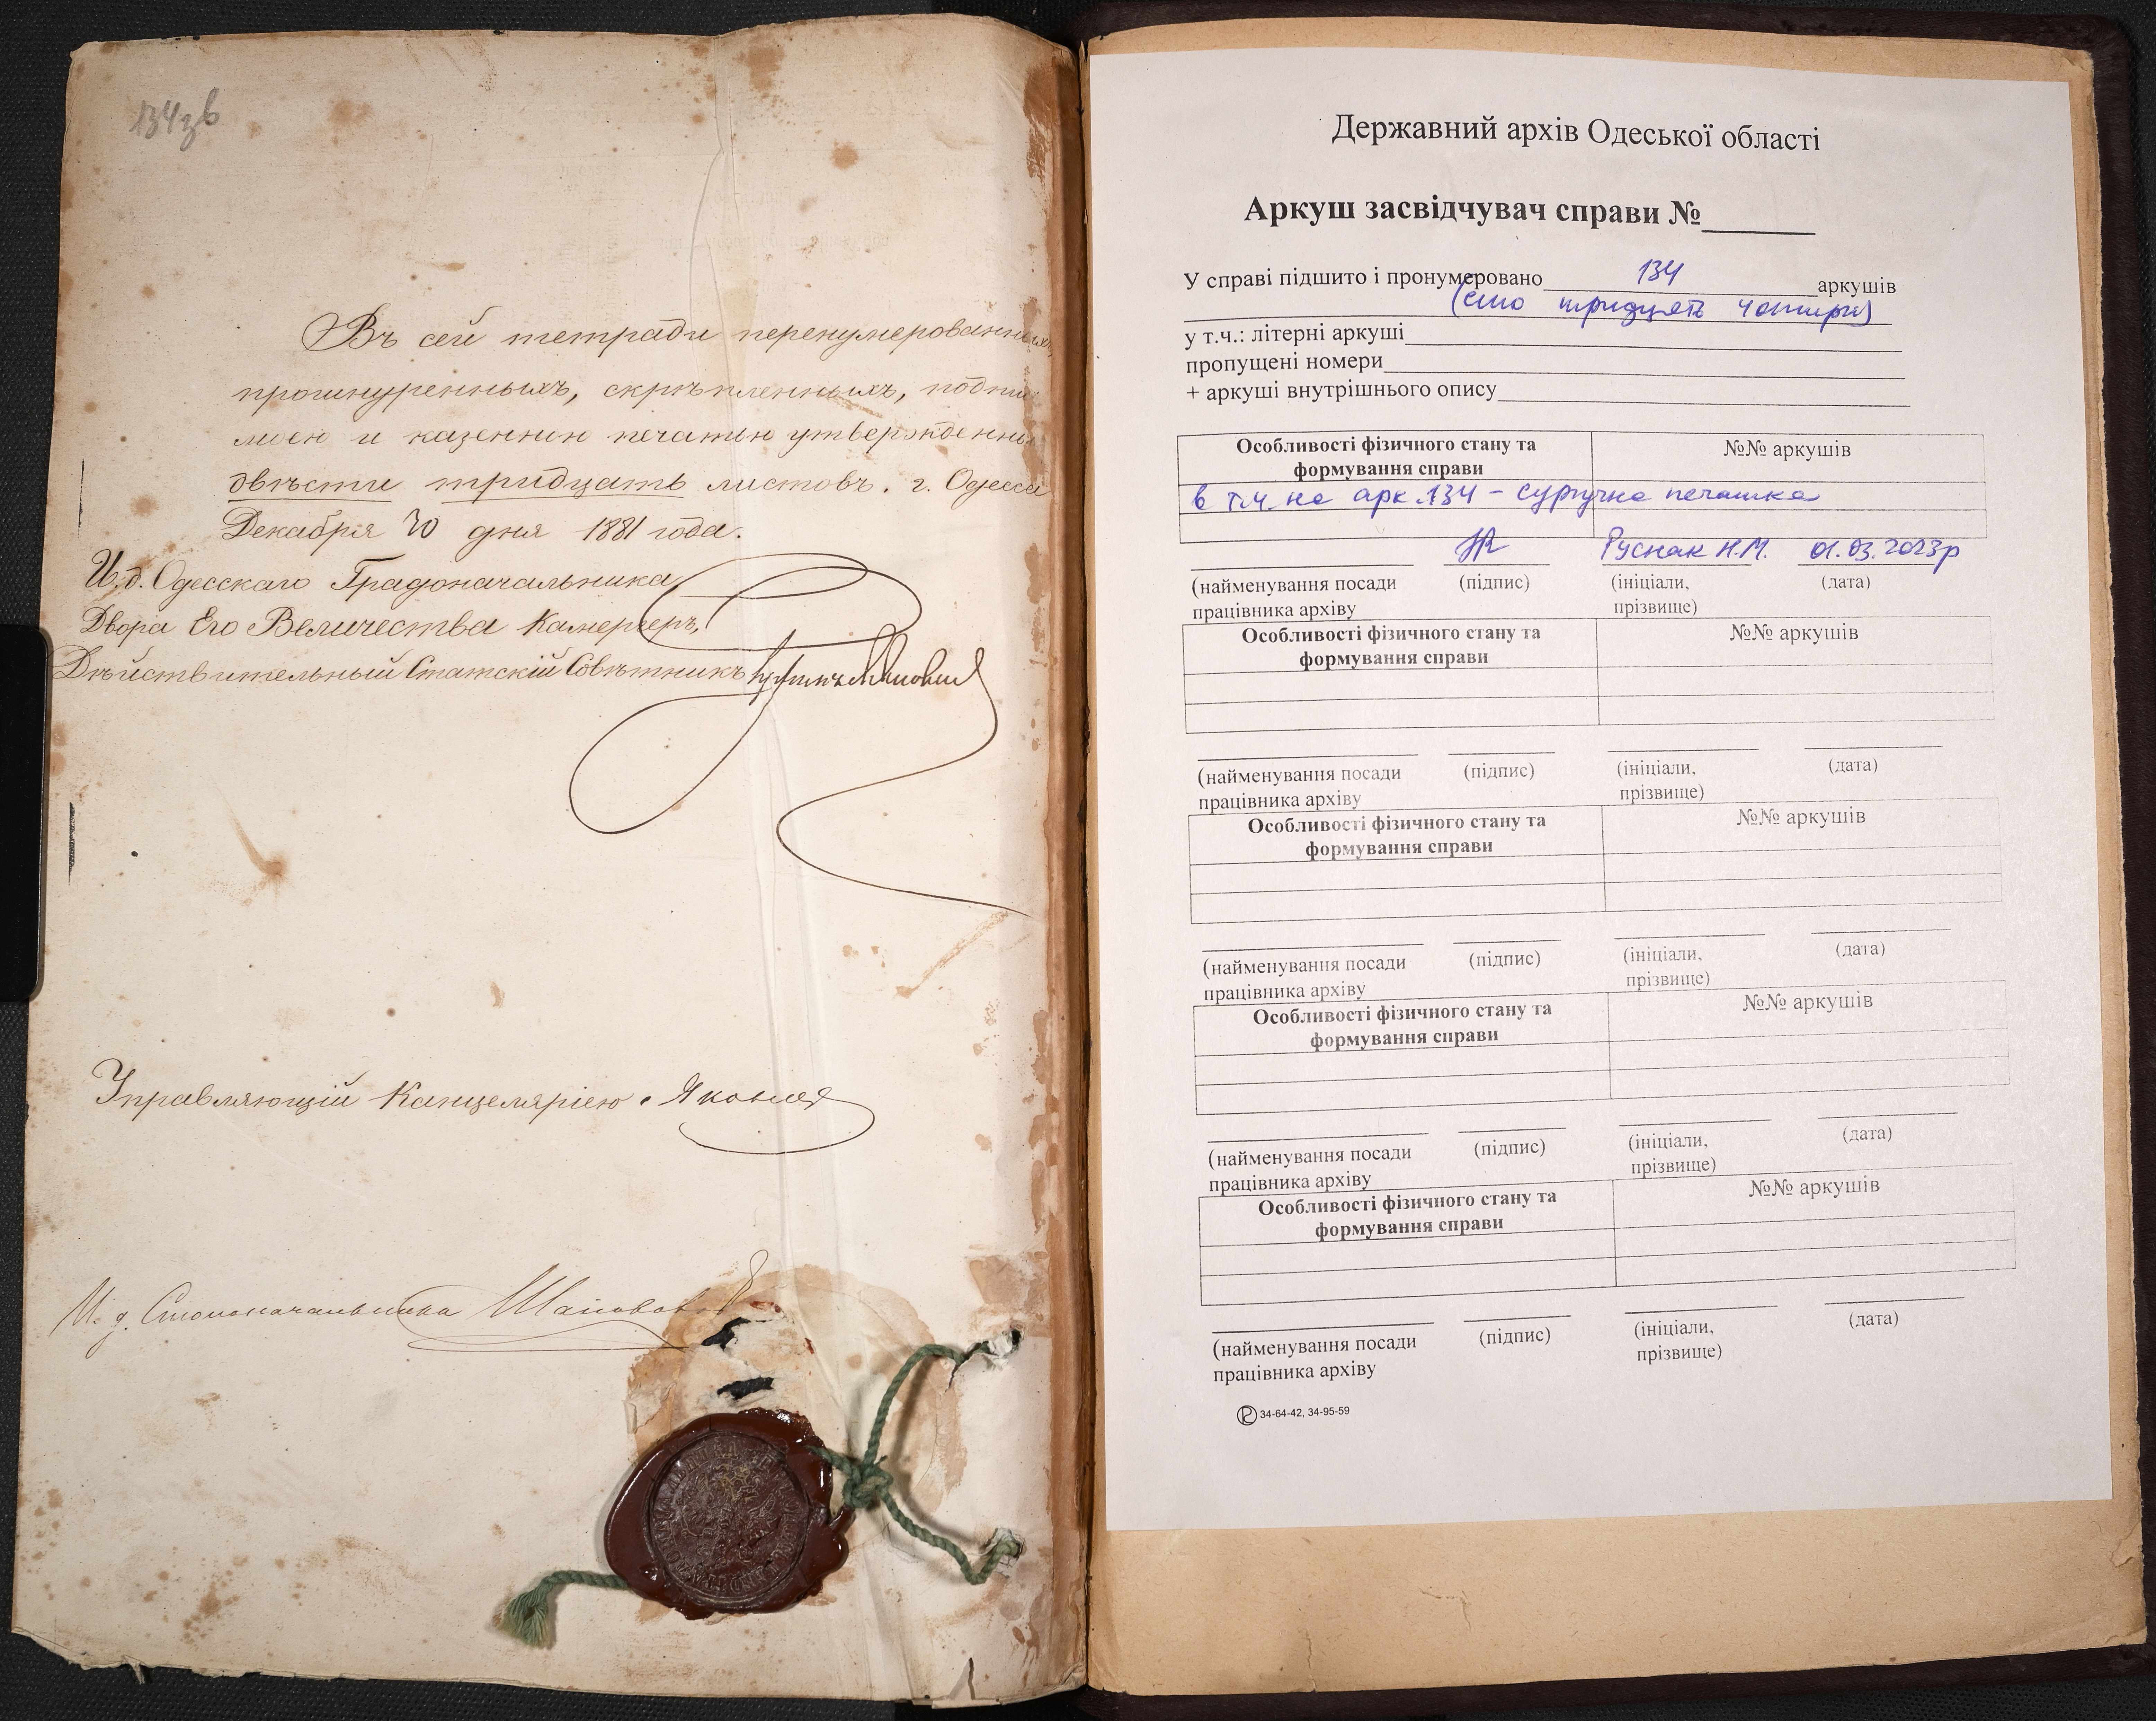 134зв
Въ сей тетради перенумерованныхъ,
прошнуренныхъ, скрѣпленныхъ, подпи
моею и казенною печатью утвержденны
двѣсти тридцать листовъ. г. Одесса
Декабря 30 дня 1881 года.
И. д. Одесскаго Градоначальника
Двора Его Величества Камергеръ,
Дѣйствительный Статскій Совѣтникъ
Управляющій Канцеляріею. Яковлев
И. д. Столоначальника
Державний архів Одеської області
Аркуш засвідчувач справи №
У справі підшито і пронумеровано 134 аркушів
(сто тридцять чотири)
у т.ч.: літерні аркуші
пропущені номери
+ аркуші внутрішнього опису
Особливості фізичного стану та №№ аркушів
формування справи
в т.ч. на арк. 134 – сургучна печатка
Руснак Н.М. 01.03.2023р
(найменування посади (підпис) (ініціали, (дата)
працівника архіву прізвище)
Особливості фізичного стану та №№ аркушів
формування справи
(найменування посади (підпис) (ініціали, (дата)
працівника архіву прізвище)
Особливості фізичного стану та №№ аркушів
формування справи
(найменування посади (підпис) (ініціали, (дата)
працівника архіву прізвище)
Особливості фізичного стану та №№ аркушів
формування справи
(найменування посади (підпис) (ініціали, (дата)
працівника архіву прізвище)
Особливості фізичного стану та №№ аркушів
формування справи
(найменування посади (підпис) (ініціали, (дата)
працівника архіву прізвище)
34-64-42, 34-95-59